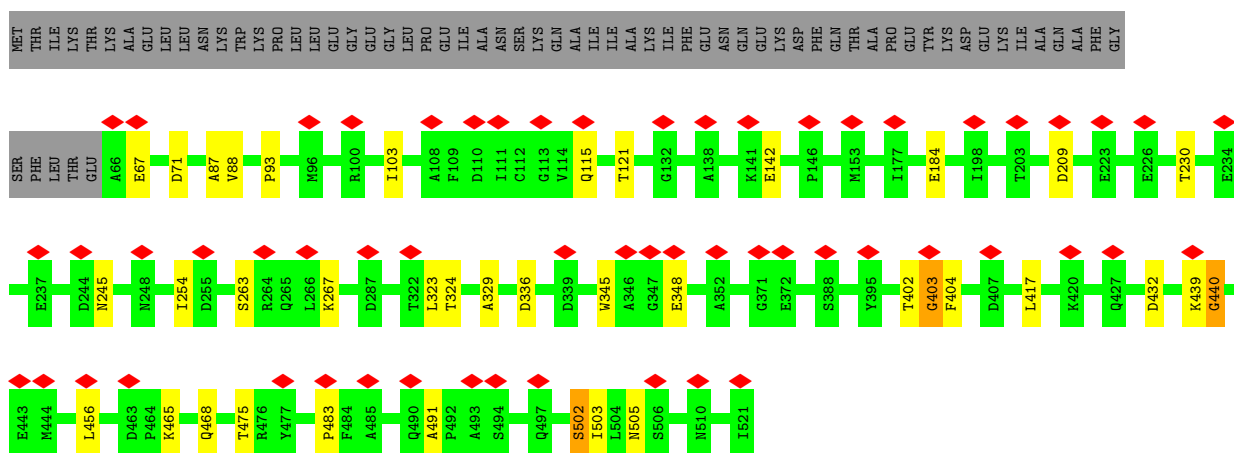 MET THR ILE LYS THR LYS ALA GLU LEU LEU ASN LYS TRP LYS PRO LEU LEU GLU GLY GLU GLY LEU PRO GLU ILE ALA ASN SER LYS GLN ALA ILE ILE ALA LYS ILE PHE GLU ASN GLN GLU LYS ASP PHE GLN THR ALA PRO GLU TYR LYS ASP GLU LYS ILE ALA GLN ALA PHE GLY
SER PHE LEU THR GLU A66 E67 D71 A87 V88 P93 M96 R100 I103 A108 F109 D110 I111 C112 G113 V114 Q115 T121 G132 A138 K141 E142 P146 M153 I177 E184 I198 T203 D209 E223 E226 T230 E234
E237 D244 N245 N248 I254 D255 S263 R264 Q265 L266 K267 D287 T322 L323 T324 A329 D336 D339 W345 A346 G347 E348 A352 G371 E372 S388 Y395 T402 G403 F404 D407 L417 K420 Q427 D432 K439 G440
E443 M444 L456 D463 P464 K465 Q468 T475 R476 Y477 P483 F484 A485 Q490 A491 P492 A493 S494 Q497 S502 I503 L504 N505 S506 N510 I521